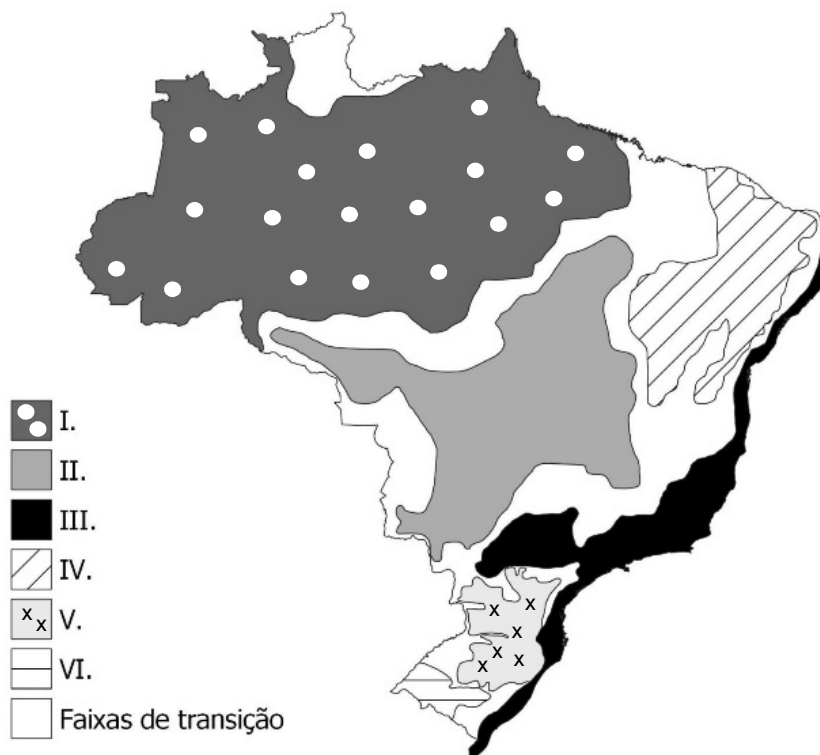 I.
II.
III.
IV.
x x
V.
VI.
Faixas de transição
x
x
x
x
x
x